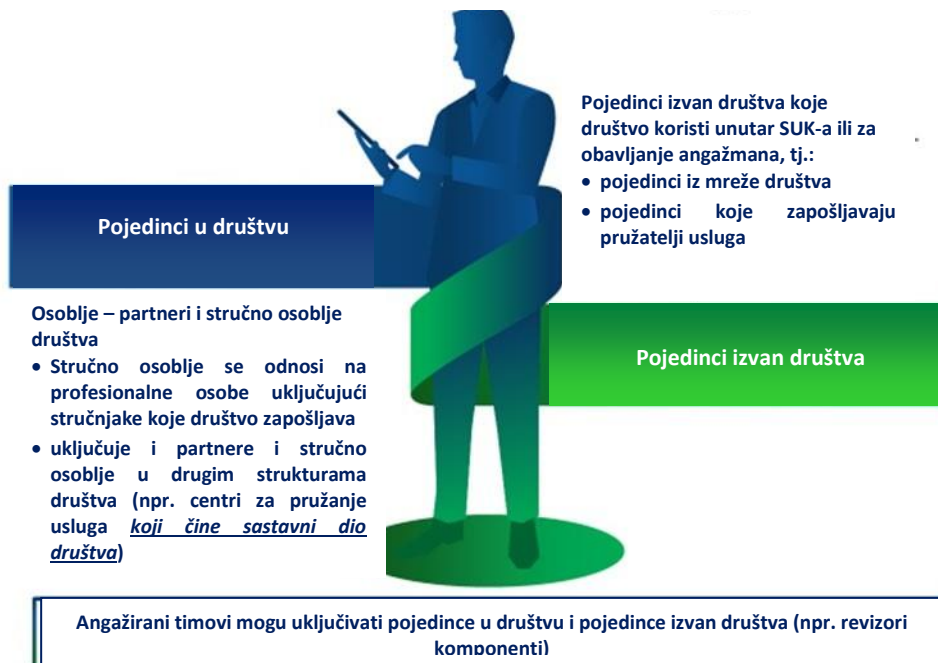 Pojedinci u društvu
Osoblje – partneri i stručno osoblje
društva
• Stručno osoblje se odnosi na
profesionalne osobe uključujući
stručnjake koje društvo zapošljava
• uključuje i partnere i stručno
osoblje u drugim strukturama
društva (npr. centri za pružanje
usluga koji čine sastavni dio
društva)
Pojedinci izvan društva koje
društvo koristi unutar SUK-a ili za
obavljanje angažmana, tj.:
• pojedinci iz mreže društva
• pojedinci koje zapošljavaju
pružatelji usluga
Pojedinci izvan društva
Angažirani timovi mogu uključivati pojedince u društvu i pojedince izvan društva (npr. revizori
komponenti)